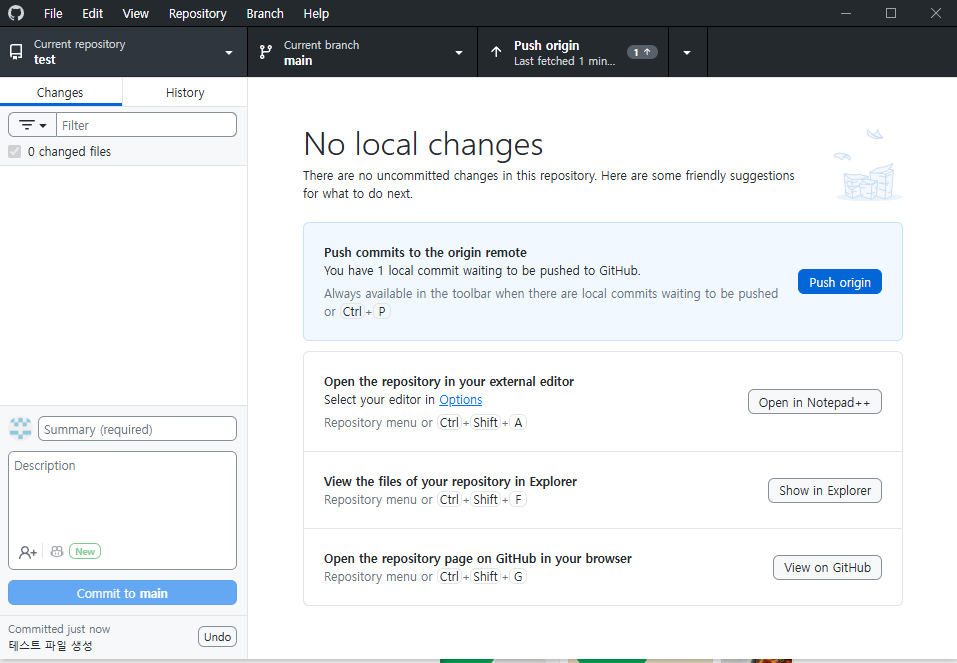 File Edit View Repository Branch Help
Current repository
test
Current branch
main
Push origin
Last fetched 1 min...
1
Changes
History
Filter
0 changed files
No local changes
There are no uncommitted changes in this repository. Here are some friendly suggestions
for what to do next.
Push commits to the origin remote
You have 1 local commit waiting to be pushed to GitHub.
Always available in the toolbar when there are local commits waiting to be pushed
or Ctrl + P
Push origin
Open the repository in your external editor
Select your editor in Options
Repository menu or Ctrl + Shift + A
Open in Notepad++
View the files of your repository in Explorer
Repository menu or Ctrl + Shift + F
Show in Explorer
Open the repository page on GitHub in your browser
Repository menu or Ctrl + Shift + G
View on GitHub
Summary (required)
Description
New
Commit to main
Committed just now
테스트 파일 생성
Undo